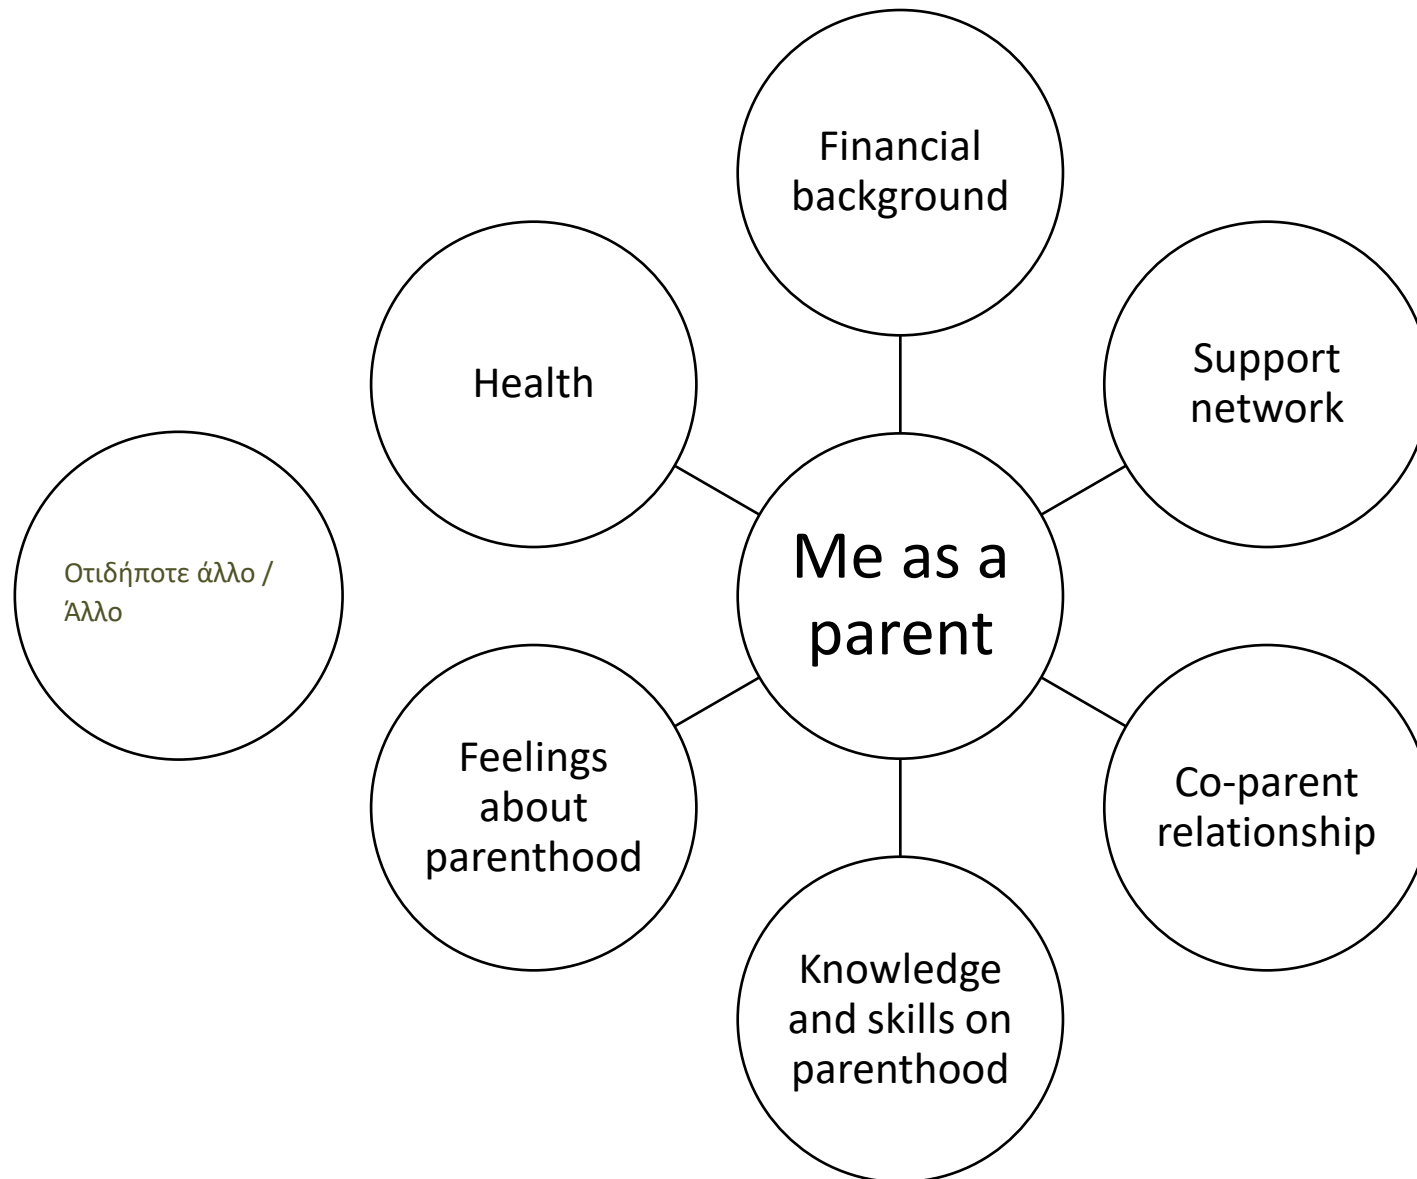 Financial
background
Health
Support
network
Me as a
parent
Οτιδήποτε άλλο /
Άλλο
Feelings
about
parenthood
Co-parent
relationship
Knowledge
and skills on
parenthood